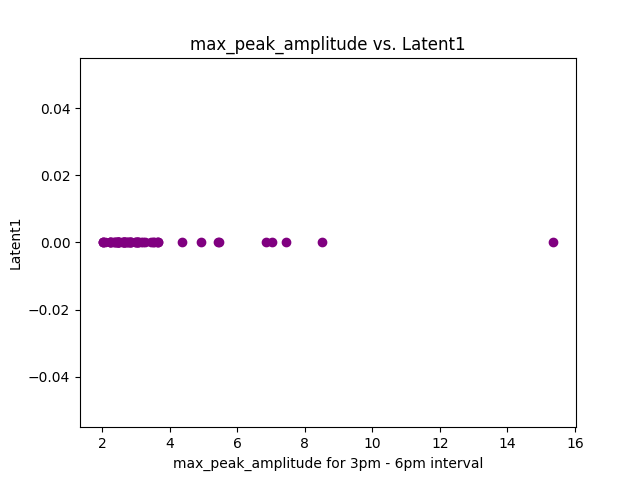 max_peak_amplitude vs. Latent1
0.04
0.02
0.00
−0.02
−0.04
Latent1
2 4 6 8 10 12 14 16
max_peak_amplitude for 3pm - 6pm interval